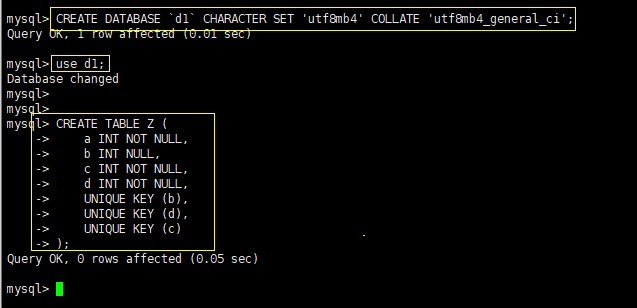 mysql> CREATE DATABASE `d1` CHARACTER SET 'utf8mb4' COLLATE 'utf8mb4_general_ci';
Query OK, 1 row affected (0.01 sec)
mysql> use d1;
Database changed
mysql>
mysql>
mysql> CREATE TABLE Z (
    ->     a INT NOT NULL,
    ->     b INT NULL,
    ->     c INT NOT NULL,
    ->     d INT NOT NULL,
    ->     UNIQUE KEY (b),
    ->     UNIQUE KEY (d),
    ->     UNIQUE KEY (c)
    -> );
Query OK, 0 rows affected (0.05 sec)
mysql>